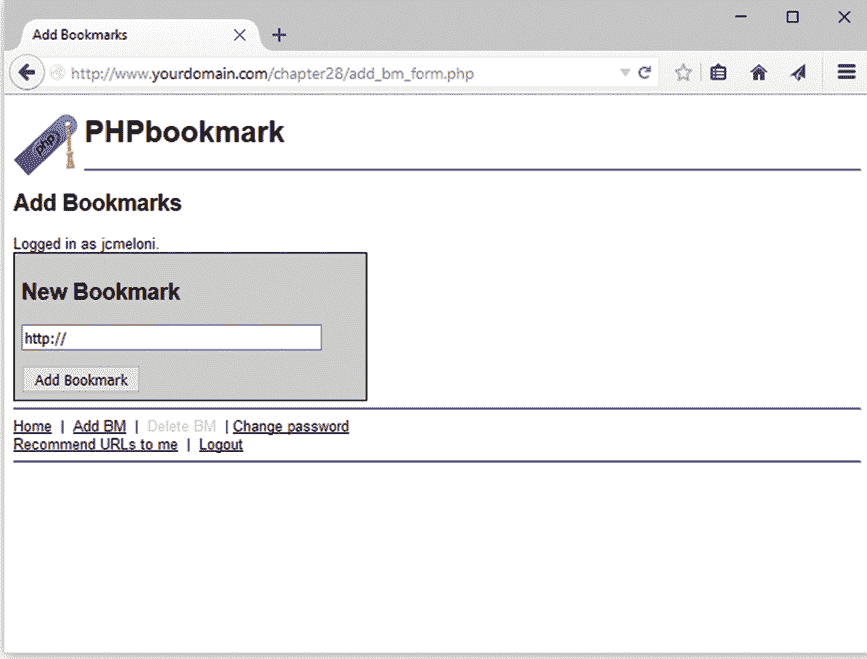 Add Bookmarks
http://www.yourdomain.com/chapter28/add_bm_form.php
php
PHPbookmark
Add Bookmarks
Logged in as jcmeloni.
New Bookmark
http://
Add Bookmark
Home | Add BM | Delete BM | Change password
Recommend URLs to me | Logout